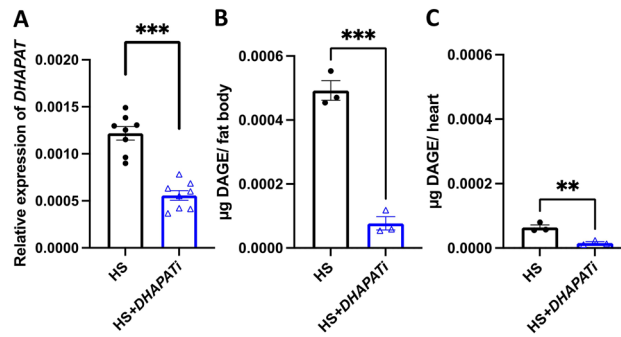 A
Relative expression of DHAPAT
0.0020
0.0015
0.0010
0.0005
0.0000
***
HS
HS+DHAPATi
B
µg DAGE/ fat body
0.0006
0.0004
0.0002
0.0000
***
HS
HS+DHAPATi
C
µg DAGE/ heart
0.0006
0.0004
0.0002
0.0000
**
HS
HS+DHAPATi